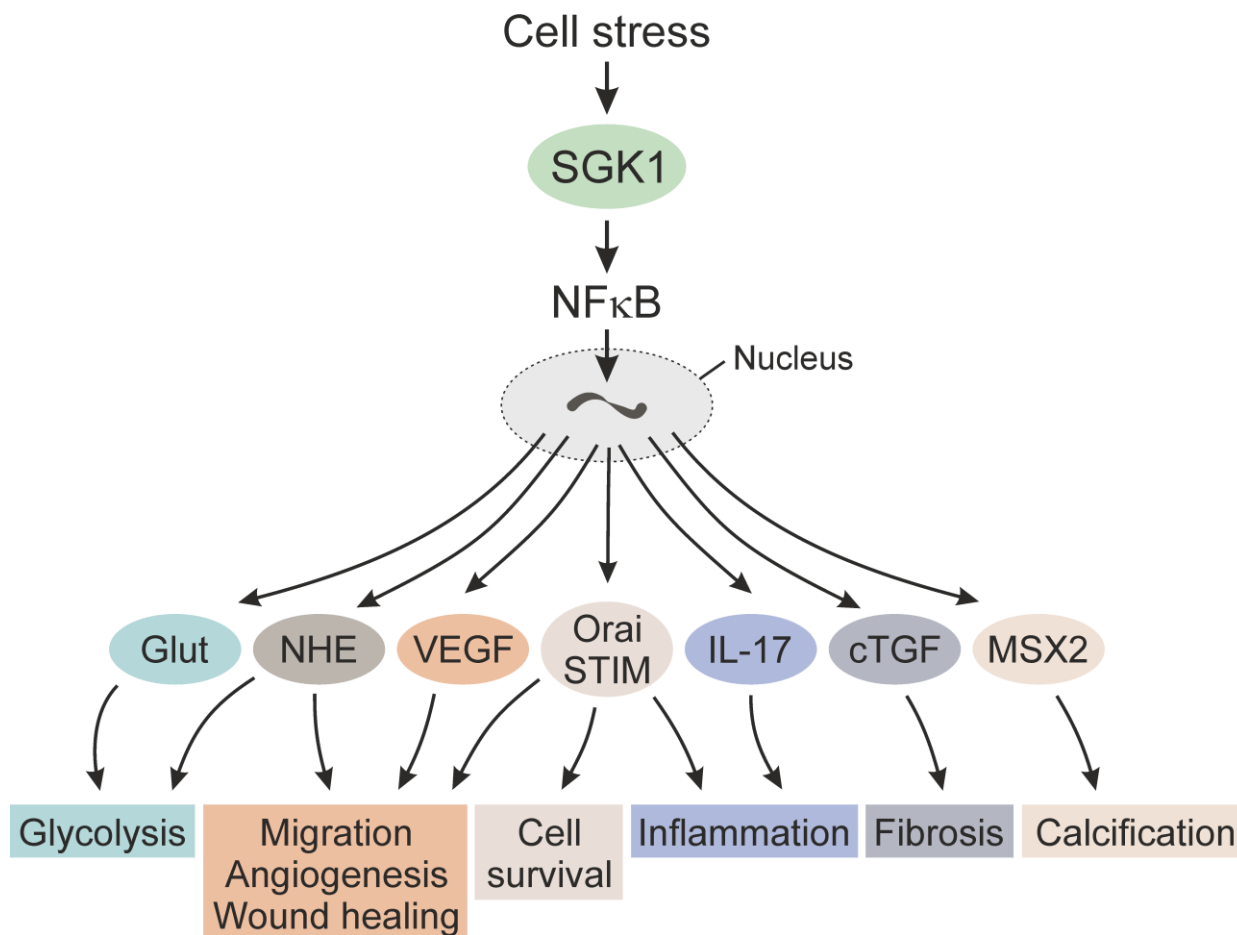 Cell stress
SGK1
NFκB
Nucleus
Glut
NHE
VEGF
Orai
STIM
IL-17
cTGF
MSX2
Glycolysis
Migration
Angiogenesis
Wound healing
Cell
survival
Inflammation
Fibrosis
Calcification